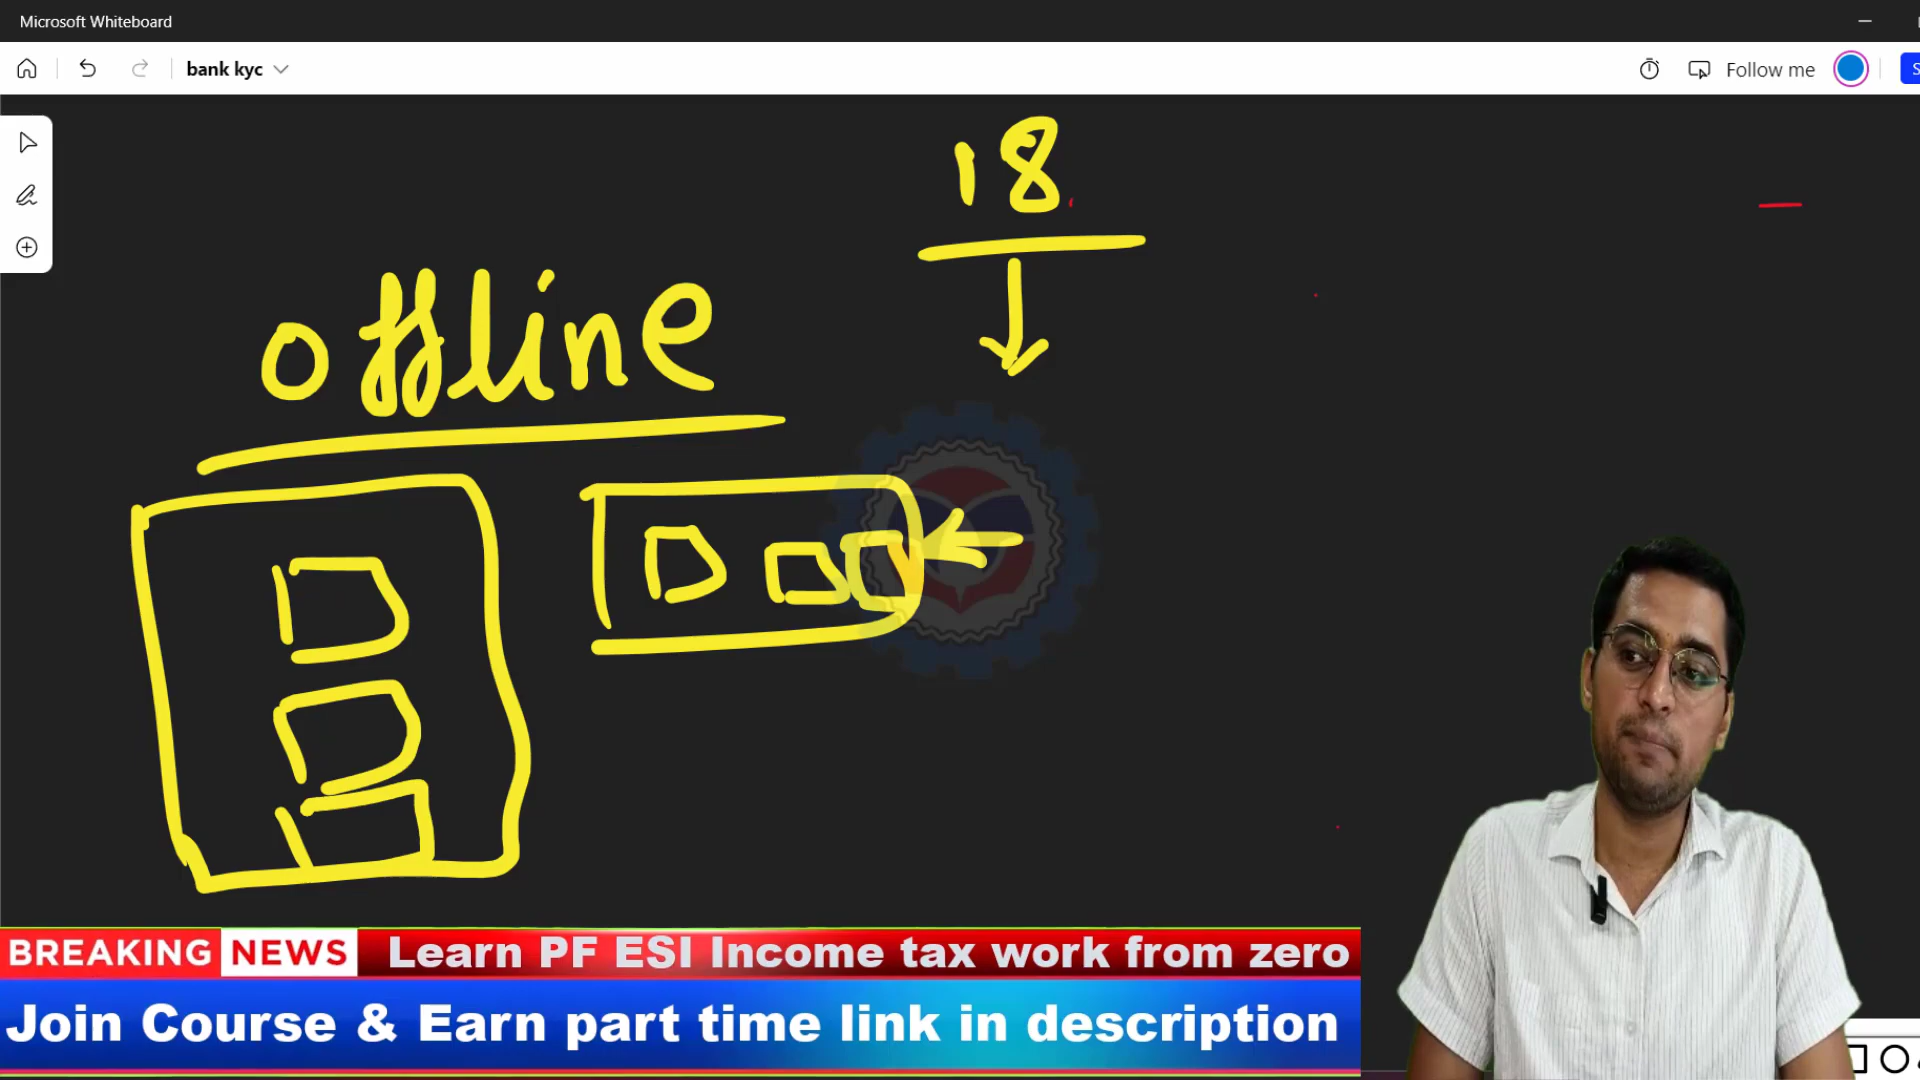 Microsoft Whiteboard
bank kyc
Follow me
18
offline
BREAKING NEWS Learn PF ESI Income tax work from zero
Join Course & Earn part time link in description